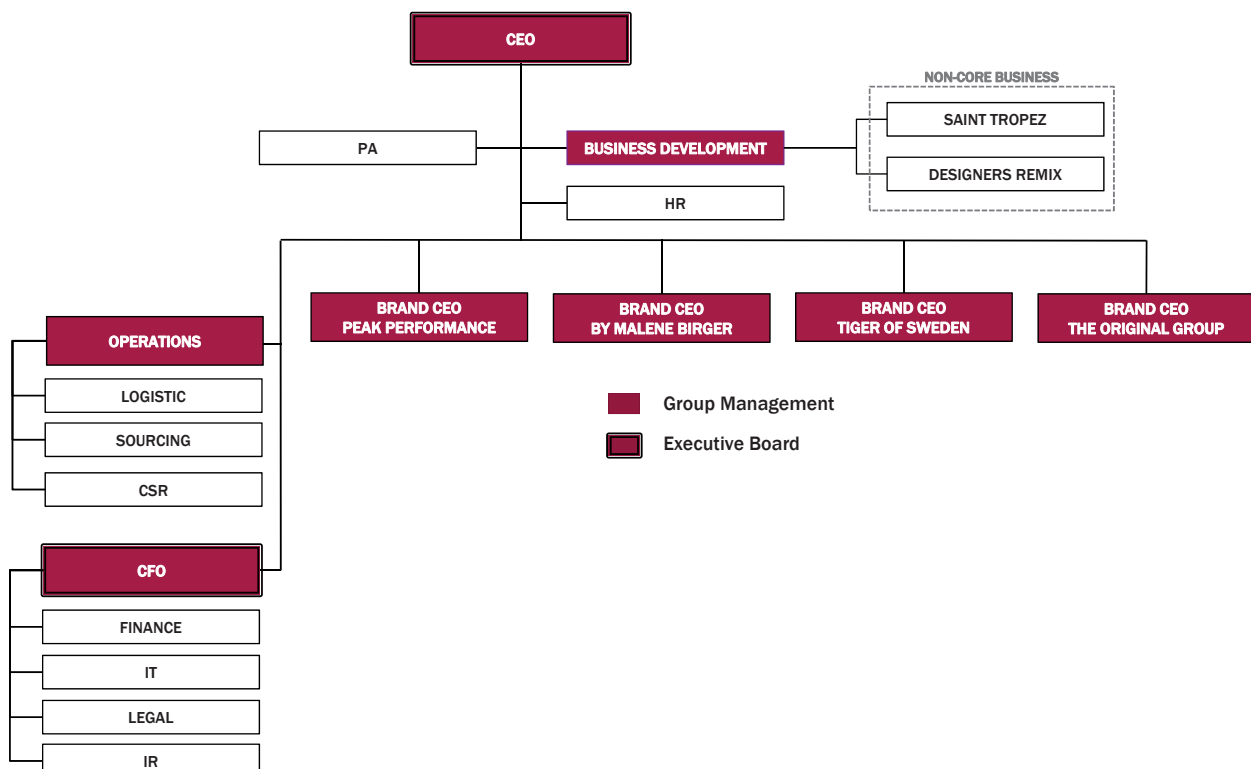 CEO
NON-CORE BUSINESS
SAINT TROPEZ
PA
BUSINESS DEVELOPMENT
DESIGNERS REMIX
HR
BRAND CEO
PEAK PERFORMANCE
BRAND CEO
BY MALENE BIRGER
BRAND CEO
TIGER OF SWEDEN
BRAND CEO
THE ORIGINAL GROUP
OPERATIONS
LOGISTIC
SOURCING
CSR
Group Management
Executive Board
CFO
FINANCE
IT
LEGAL
IR